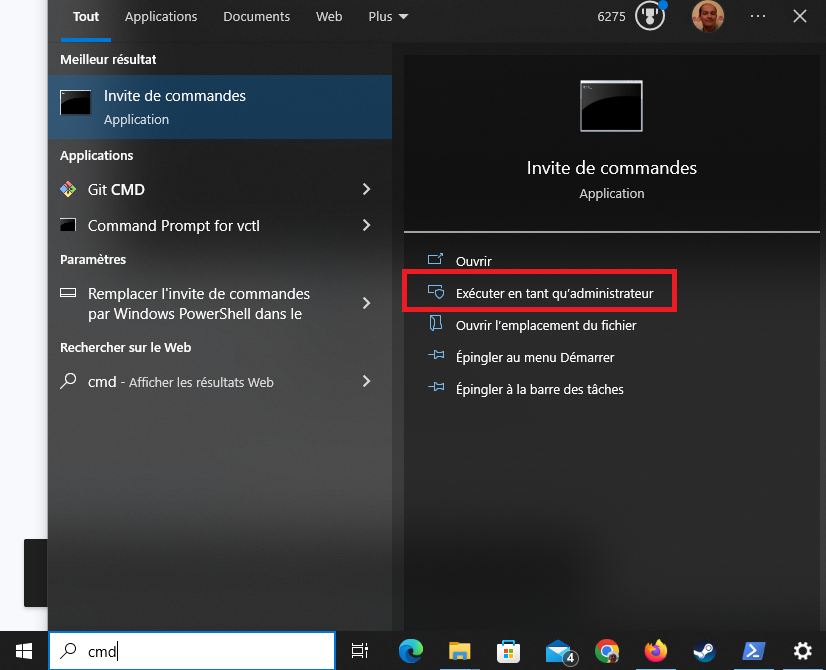 Tout Applications Documents Web Plus 6275
Meilleur résultat
Invite de commandes
Application
Applications
Git CMD
Command Prompt for vctl
Paramètres
Remplacer l'invite de commandes
par Windows PowerShell dans le
Rechercher sur le Web
cmd - Afficher les résultats Web
Invite de commandes
Application
Ouvrir
Exécuter en tant qu'administrateur
Ouvrir l'emplacement du fichier
Épingler au menu Démarrer
Épingler à la barre des tâches
cmd
4